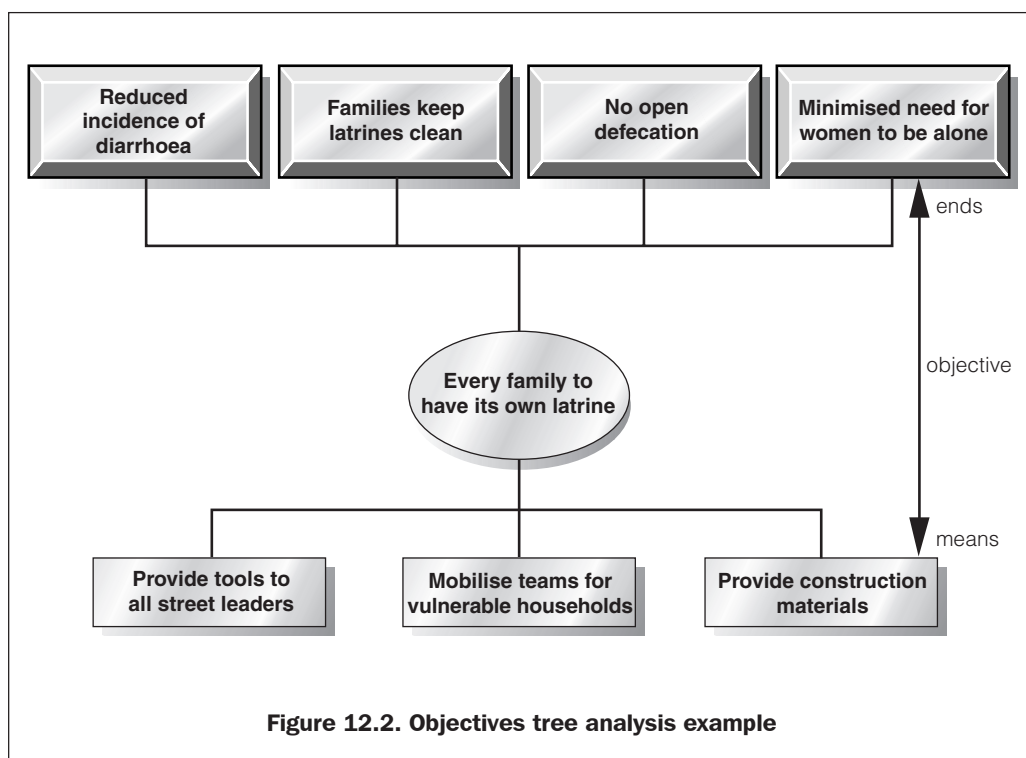 Reduced
incidence of
diarrhoea
Families keep
latrines clean
No open
defecation
Minimised need for
women to be alone
ends
Every family to
have its own latrine
objective
means
Provide tools to
all street leaders
Mobilise teams for
vulnerable households
Provide construction
materials
Figure 12.2. Objectives tree analysis example